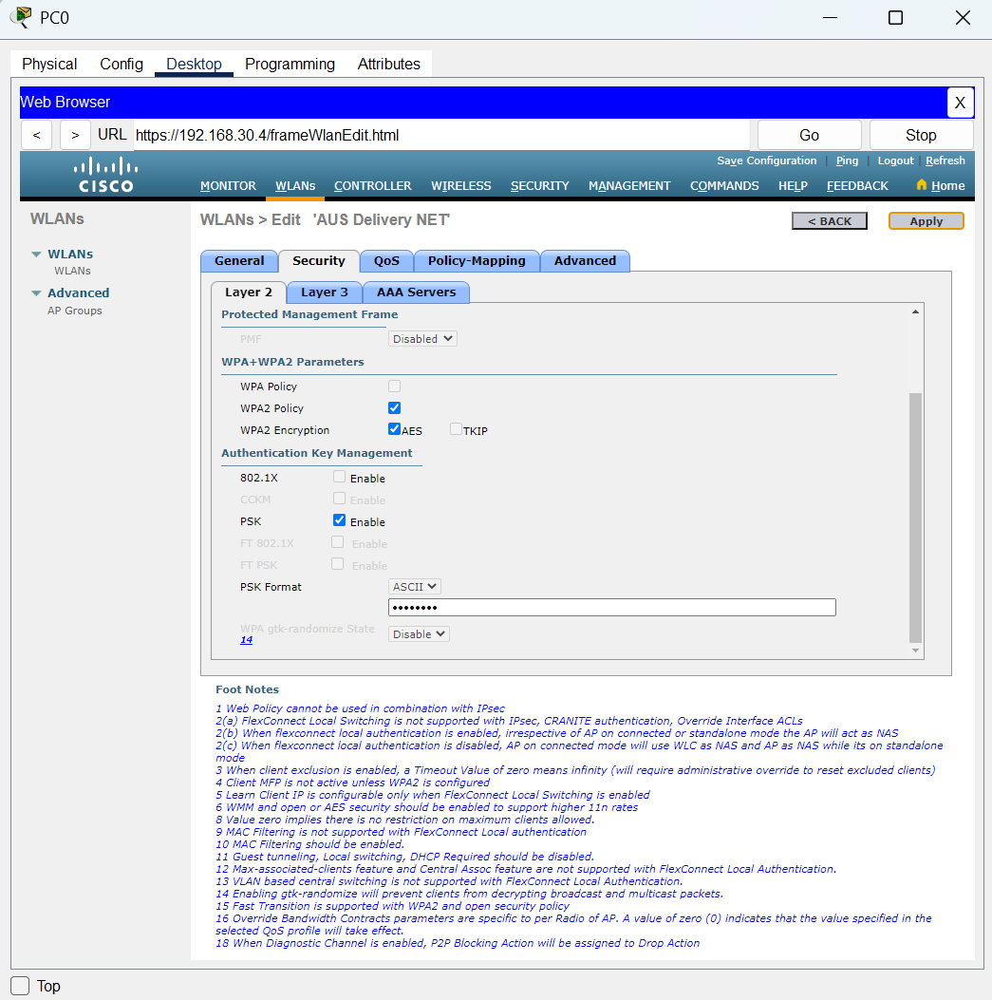 PC0
Physical Config Desktop Programming Attributes
Web Browser X
< > URL https://192.168.30.4/frameWlanEdit.html Go Stop
Save Configuration | Ping | Logout | Refresh
CISCO
MONITOR WLANs CONTROLLER WIRELESS SECURITY MANAGEMENT COMMANDS HELP FEEDBACK Home
WLANs
WLANs > Edit 'AUS Delivery NET' < BACK Apply
WLANs
WLANs
Advanced
AP Groups
General Security QoS Policy-Mapping Advanced
Layer 2 Layer 3 AAA Servers
Protected Management Frame
PMF Disabled
WPA+WPA2 Parameters
WPA Policy
WPA2 Policy
WPA2 Encryption AES TKIP
Authentication Key Management
802.1X Enable
CCKM Enable
PSK Enable
FT 802.1X Enable
FT PSK Enable
PSK Format ASCII
••••••••
WPA gtk-randomize State Disable
14
Foot Notes
1 Web Policy cannot be used in combination with IPsec
2(a) FlexConnect Local Switching is not supported with IPsec, CRANITE authentication, Override Interface ACLs
2(b) When flexconnect local authentication is enabled, irrespective of AP on connected or standalone mode the AP will act as NAS
2(c) When flexconnect local authentication is disabled, AP on connected mode will use WLC as NAS and AP as NAS while its on standalone
mode
3 When client exclusion is enabled, a Timeout Value of zero means infinity (will require administrative override to reset excluded clients)
4 Client MFP is not active unless WPA2 is configured
5 Learn Client IP is configurable only when FlexConnect Local Switching is enabled
6 WMM and open or AES security should be enabled to support higher 11n rates
8 Value zero implies there is no restriction on maximum clients allowed.
9 MAC Filtering is not supported with FlexConnect Local authentication
10 MAC Filtering should be enabled.
11 Guest tunneling, Local switching, DHCP Required should be disabled.
12 Max-associated-clients feature and Central Assoc feature are not supported with FlexConnect Local Authentication.
13 VLAN based central switching is not supported with FlexConnect Local Authentication.
14 Enabling gtk-randomize will prevent clients from decrypting broadcast and multicast packets.
15 Fast Transition is supported with WPA2 and open security policy
16 Override Bandwidth Contracts parameters are specific to per Radio of AP. A value of zero (0) indicates that the value specified in the
selected QoS profile will take effect.
18 When Diagnostic Channel is enabled, P2P Blocking Action will be assigned to Drop Action
Top